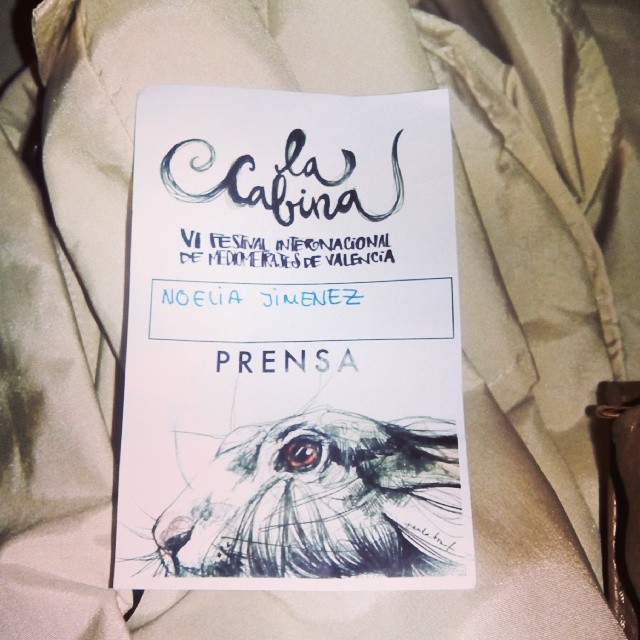 la
Cabina
VI FESTIVAL INTERNACIONAL
DE MEDIOMETRAJES DE VALENCIA
NOELIA JIMENEZ
PRENSA